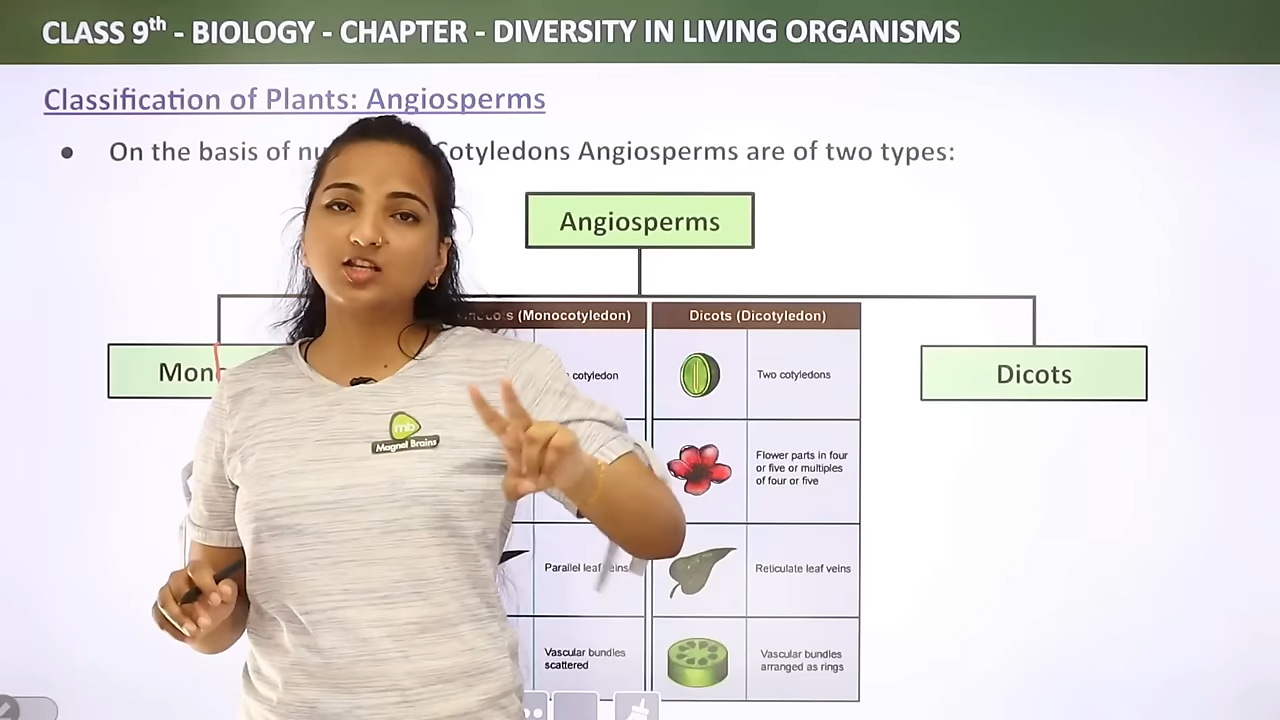 CLASS 9th - BIOLOGY - CHAPTER - DIVERSITY IN LIVING ORGANISMS
Classification of Plants: Angiosperms
On the basis of Cotyledons Angiosperms are of two types:
Angiosperms
(Monocotyledon)
Dicots (Dicotyledon)
Dicots
cotyledon
Two cotyledons
Flower parts in four
or five or multiples
of four or five
Parallel leaf veins
Reticulate leaf veins
Vascular bundles
scattered
Vascular bundles
arranged as rings
mb
Magnet Brains